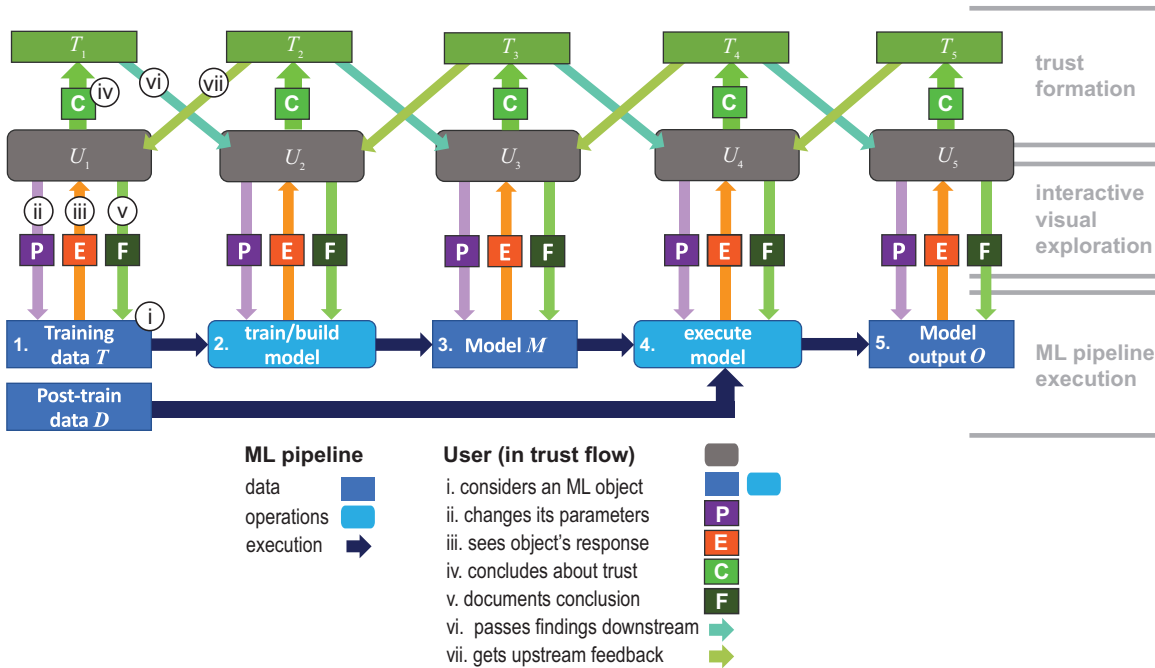 T1 T2 T3 T4 T5
trust
formation
vi vii
C iv C C C C
U1 U2 U3 U4 U5
interactive
visual
exploration
ii iii v
P E F P E F P E F P E F P E F
i
1. Training
data T
2. train/build
model
3. Model M
4. execute
model
5. Model
output O
ML pipeline
execution
Post-train
data D
ML pipeline
data
operations
execution
User (in trust flow)
i. considers an ML object
ii. changes its parameters P
iii. sees object's response E
iv. concludes about trust C
v. documents conclusion F
vi. passes findings downstream
vii. gets upstream feedback